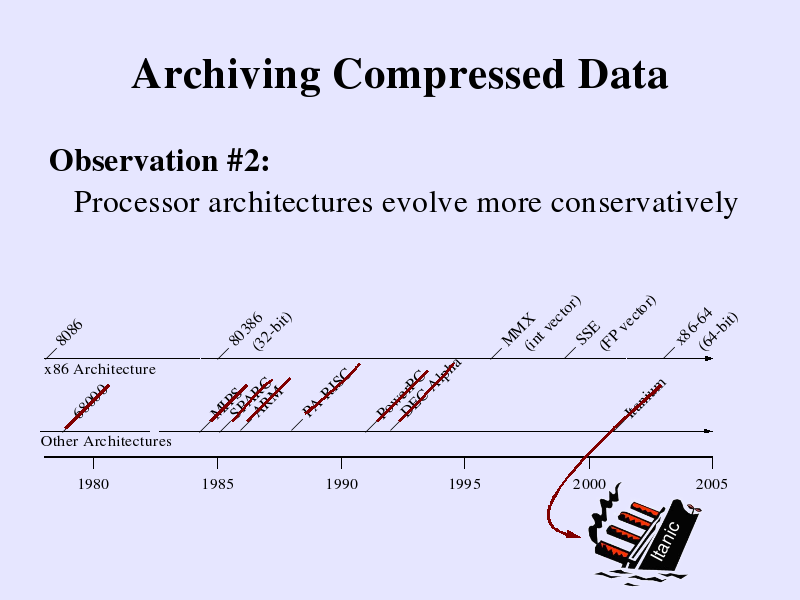 Archiving Compressed Data
Observation #2:
Processor architectures evolve more conservatively
8086
80386
(32-bit)
MMX
(int vector)
SSE
(FP vector)
x86-64
(64-bit)
x86 Architecture
68000
MIPS
SPARC
ARM
PA-RISC
PowerPC
DEC Alpha
Itanium
Other Architectures
1980 1985 1990 1995 2000 2005
Itanic